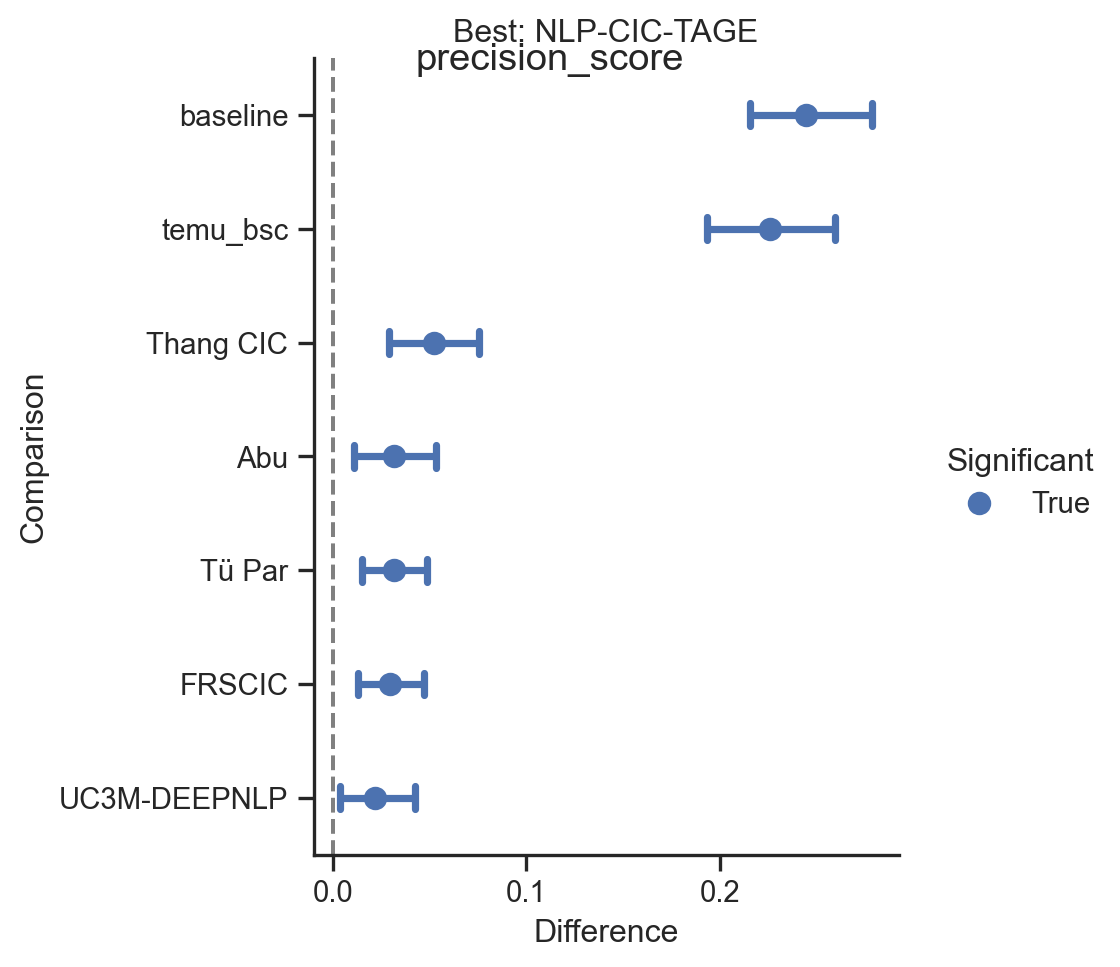 Best: NLP-CIC-TAGE
precision_score
baseline
temu_bsc
Thang CIC
Abu
Tü Par
FRSCIC
UC3M-DEEPNLP
Comparison
0.0 0.1 0.2
Difference
Significant
True